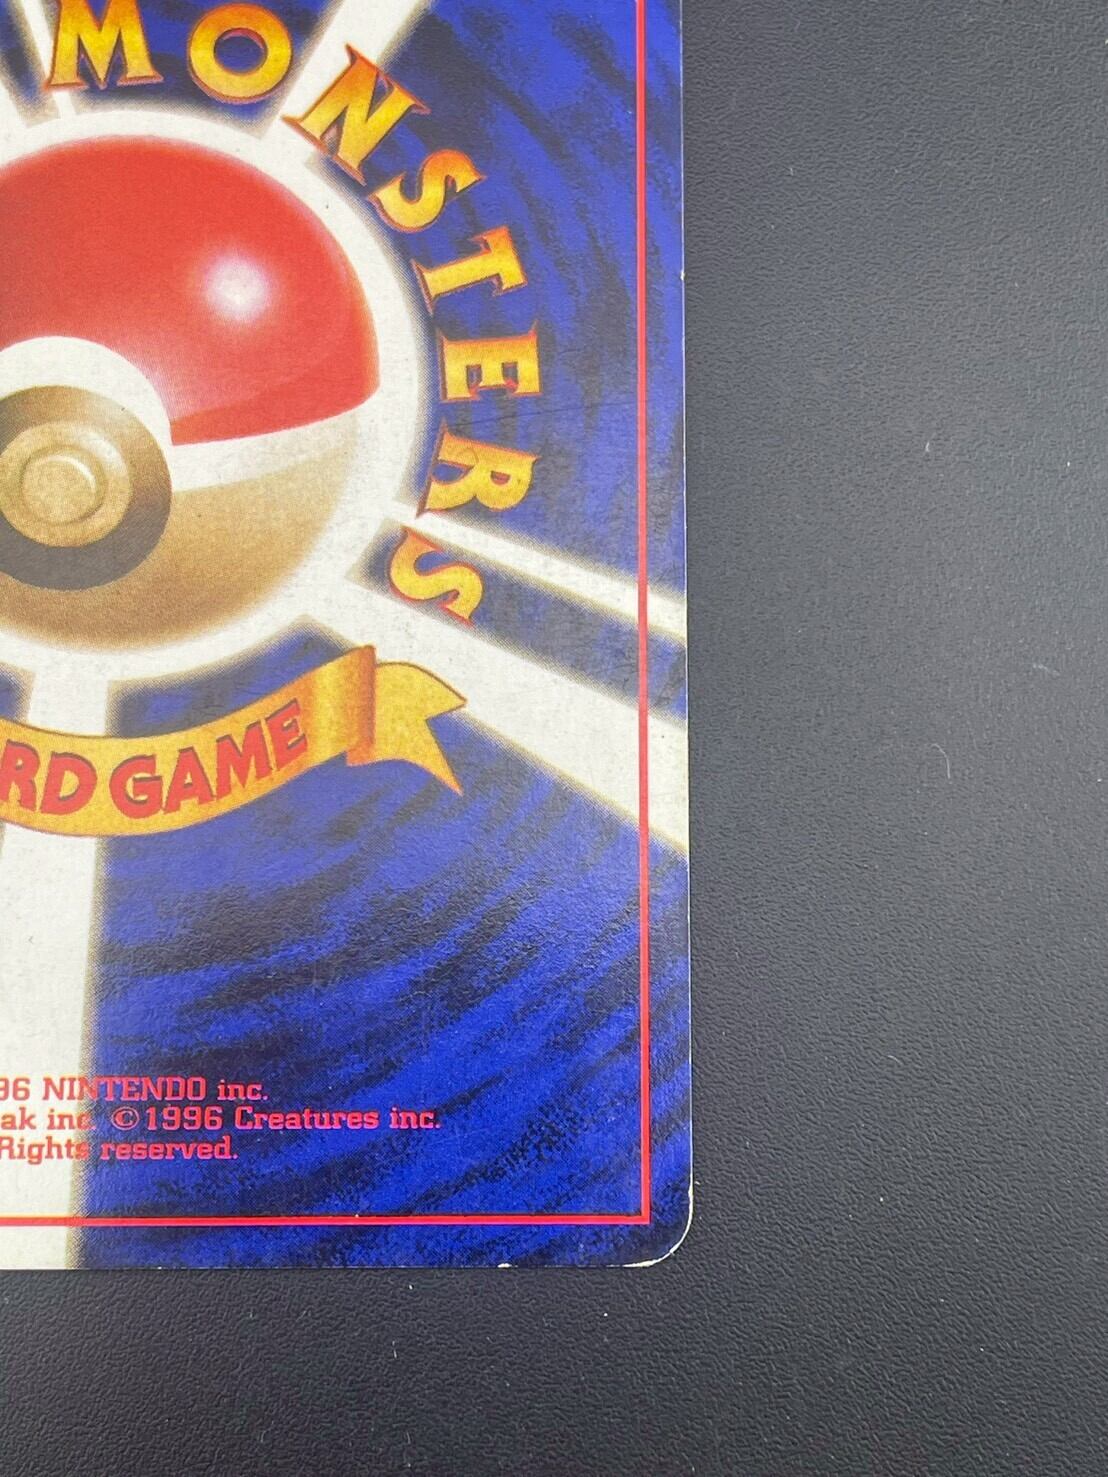 MONSTERS
RD GAME
96 NINTENDO inc.
ak inc. ©1996 Creatures inc.
Rights reserved.